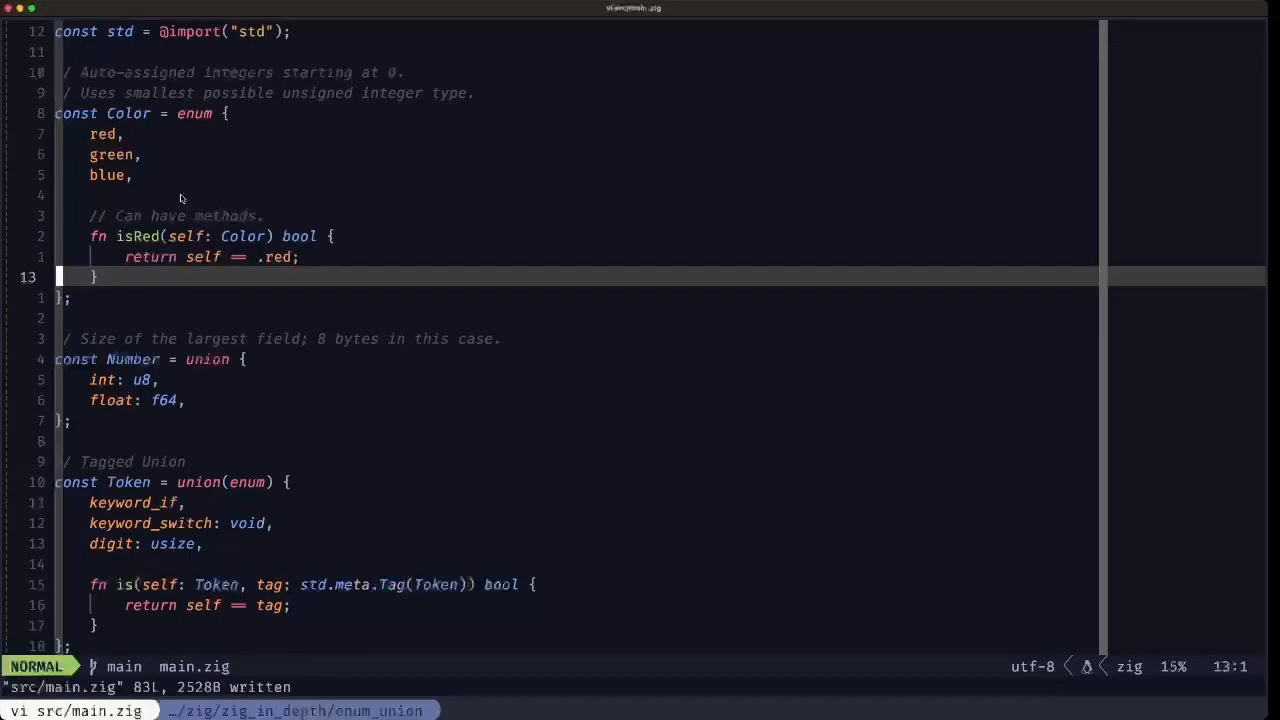 vi src/main.zig
12 const std = @import("std");
11
10 / Auto-assigned integers starting at 0.
9 / Uses smallest possible unsigned integer type.
8 const Color = enum {
7 red,
6 green,
5 blue,
4
3 // Can have methods.
2 fn isRed(self: Color) bool {
1 return self == .red;
13 }
1 };
2
3 / Size of the largest field; 8 bytes in this case.
4 const Number = union {
5 int: u8,
6 float: f64,
7 };
8
9 / Tagged Union
10 const Token = union(enum) {
11 keyword_if,
12 keyword_switch: void,
13 digit: usize,
14
15 fn is(self: Token, tag: std.meta.Tag(Token)) bool {
16 return self == tag;
17 }
18 };
NORMAL main main.zig utf-8 zig 15% 13:1
"src/main.zig" 83L, 2528B written
vi src/main.zig …/zig/zig_in_depth/enum_union